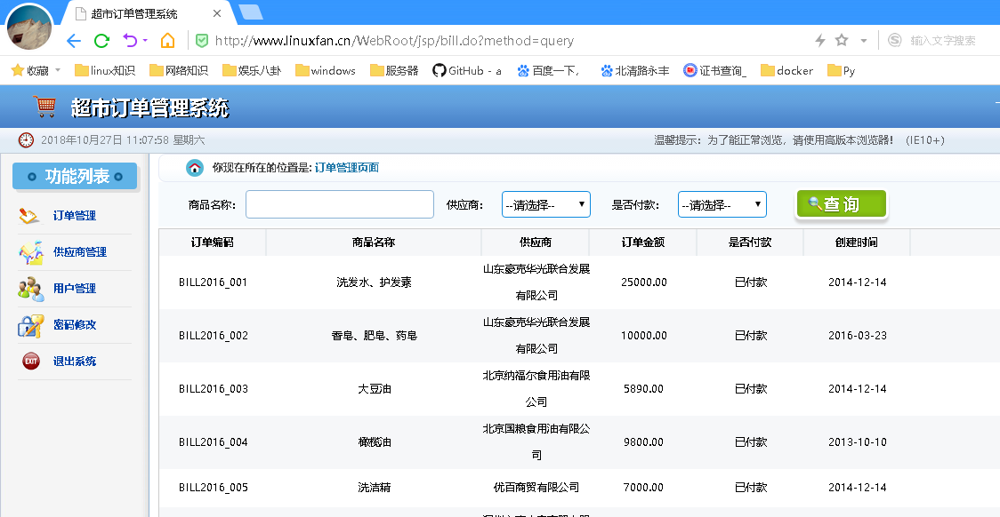 超市订单管理系统
http://www.linuxfan.cn/WebRoot/jsp/bill.do?method=query
输入文字搜索
收藏 linux知识 网络知识 娱乐八卦 windows 服务器 GitHub - a 百度一下, 北清路永丰 证书查询_ docker Py
超市订单管理系统
2018年10月27日 11:07:58 星期六
温馨提示: 为了能正常浏览, 请使用高版本浏览器! (IE10+)
功能列表
订单管理
供应商管理
用户管理
密码修改
退出系统
你现在所在的位置是: 订单管理页面
商品名称: 供应商: --请选择-- 是否付款: --请选择-- 查询
订单编码 商品名称 供应商 订单金额 是否付款 创建时间
BILL2016_001 洗发水、护发素 山东豪克华光联合发展有限公司 25000.00 已付款 2014-12-14
BILL2016_002 香皂、肥皂、药皂 山东豪克华光联合发展有限公司 10000.00 已付款 2016-03-23
BILL2016_003 大豆油 北京纳福尔食用油有限公司 5890.00 已付款 2014-12-14
BILL2016_004 橄榄油 北京国粮食用油有限公司 9800.00 已付款 2013-10-10
BILL2016_005 洗洁精 优百商贸有限公司 7000.00 已付款 2014-12-14